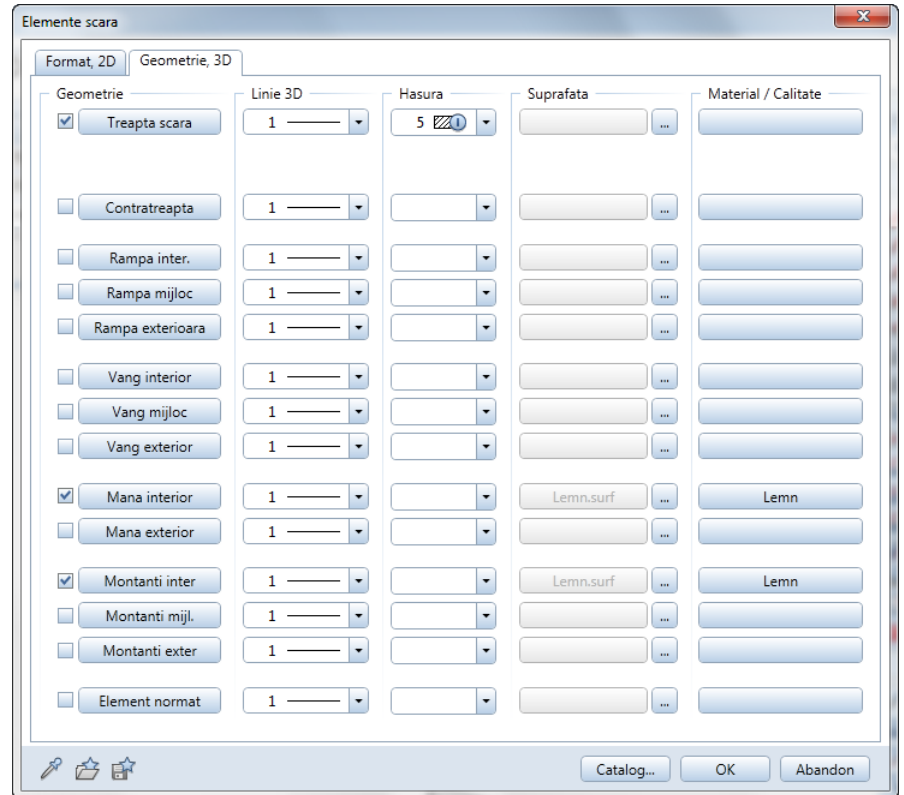 Elemente scara
Format, 2D Geometrie, 3D
Geometrie Linie 3D Hasura Suprafata Material / Calitate
Treapta scara 1 5 ...
Contratreapta 1 ...
Rampa inter. 1 ...
Rampa mijloc 1 ...
Rampa exterioara 1 ...
Vang interior 1 ...
Vang mijloc 1 ...
Vang exterior 1 ...
Mana interior 1 Lemn.surf ... Lemn
Mana exterior 1 ...
Montanti inter 1 Lemn.surf ... Lemn
Montanti mijl. 1 ...
Montanti exter 1 ...
Element normat 1 ...
Catalog... OK Abandon